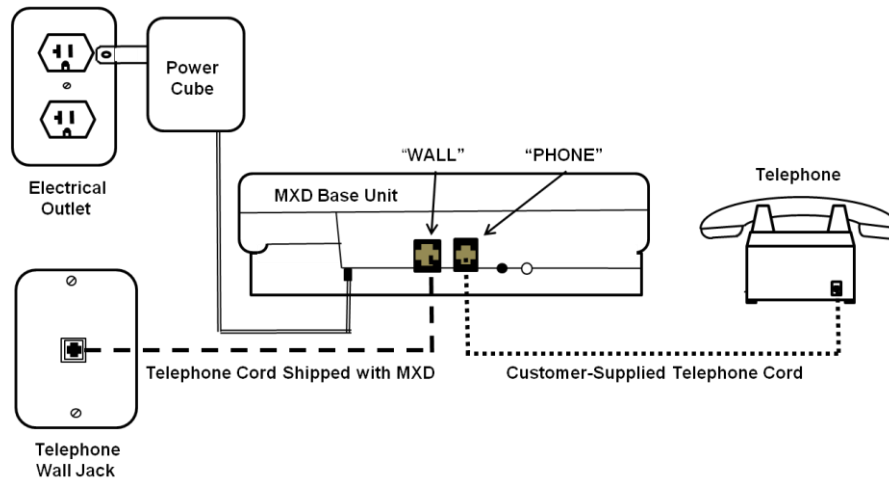 Power
Cube
“WALL”
“PHONE”
Electrical
Outlet
MXD Base Unit
Telephone
Telephone Cord Shipped with MXD
Customer-Supplied Telephone Cord
Telephone
Wall Jack